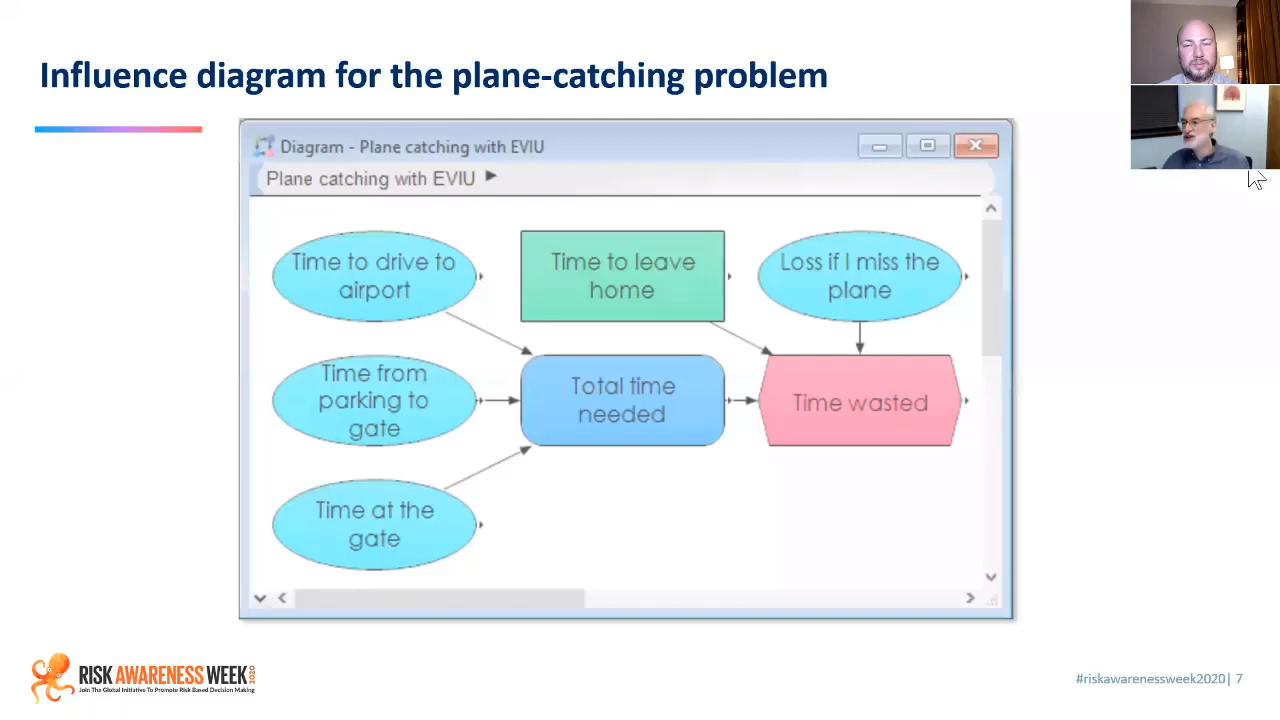 Influence diagram for the plane-catching problem
Diagram - Plane catching with EVIU
Plane catching with EVIU
Time to drive to
airport
Time to leave
home
Loss if I miss the
plane
Time from
parking to
gate
Total time
needed
Time wasted
Time at the
gate
RISK AWARENESS WEEK 2020
Join The Global Initiative To Promote Risk Based Decision Making
#riskawarenessweek2020| 7